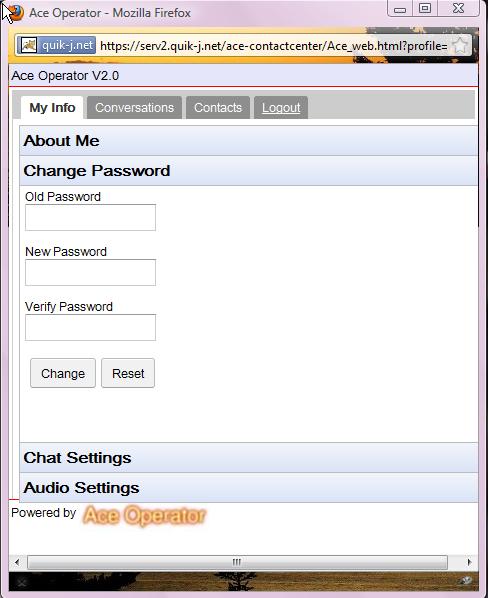 Ace Operator - Mozilla Firefox
quik-j.net https://serv2.quik-j.net/ace-contactcenter/Ace_web.html?profile=
Ace Operator V2.0
My Info Conversations Contacts Logout
About Me
Change Password
Old Password
New Password
Verify Password
Change Reset
Chat Settings
Audio Settings
Powered by Ace Operator